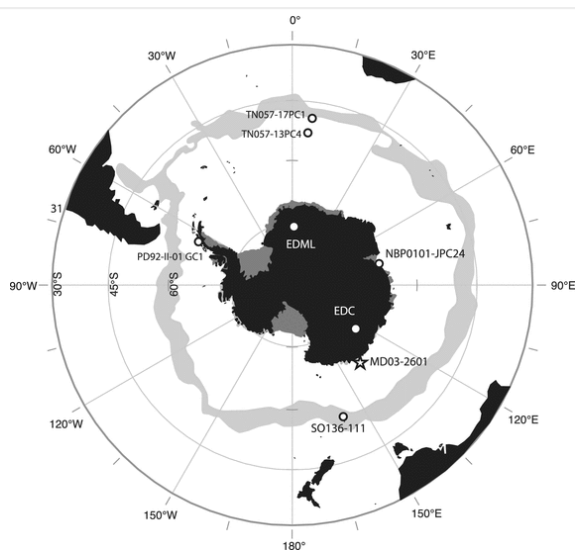 0°
30°W
30°E
TN057-17PC1
TN057-13PC4
60°W
60°E
31
PD92-II-01 GC1
EDML
NBP0101-JPC24
90°W
30°S
45°S
60°S
90°E
EDC
MD03-2601
120°W
SO136-111
120°E
150°W
150°E
180°